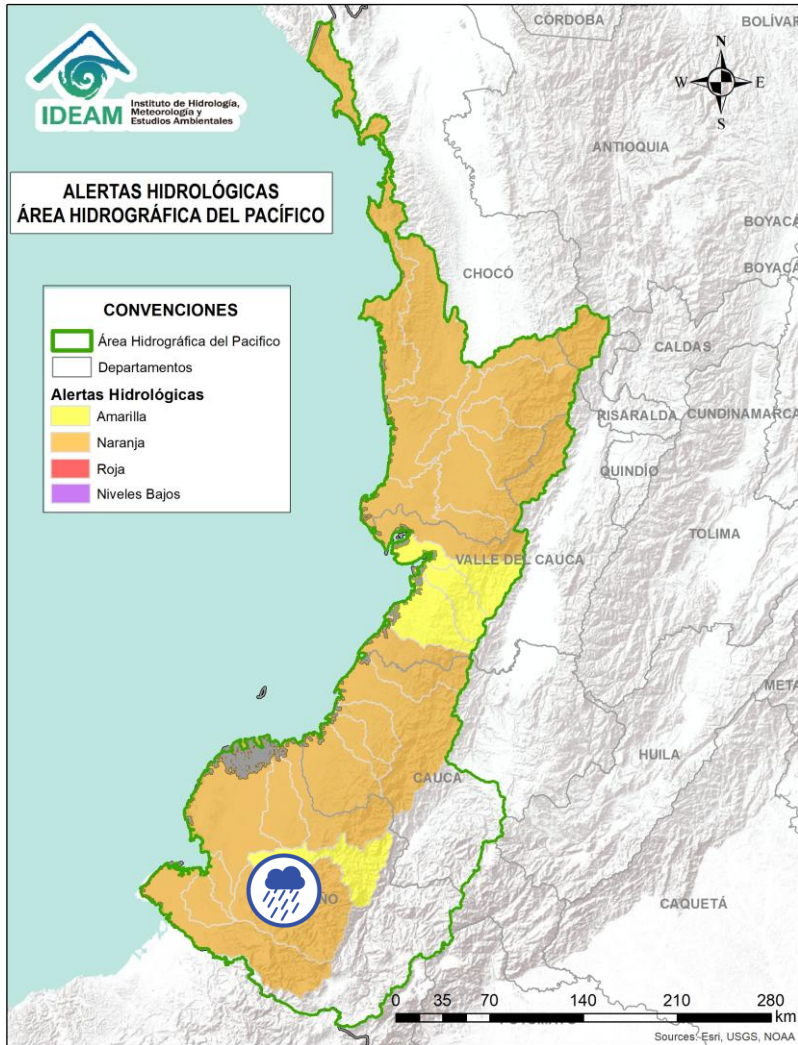 CÓRDOBA
BOLÍVAR
N
W E
S
IDEAM
Instituto de Hidrología,
Meteorología y
Estudios Ambientales
ANTIOQUIA
ALERTAS HIDROLÓGICAS
ÁREA HIDROGRÁFICA DEL PACÍFICO
BOYACÁ
CHOCÓ
BOYACÁ
CONVENCIONES
Área Hidrográfica del Pacifico
Departamentos
Alertas Hidrológicas
Amarilla
Naranja
Roja
Niveles Bajos
CALDAS
RISARALDA
CUNDINAMARCA
QUINDÍO
TOLIMA
VALLE DEL CAUCA
META
HUILA
CAUCA
ÑO
CAQUETÁ
0 35 70 140 210 280
km
Sources: Esri, USGS, NOAA